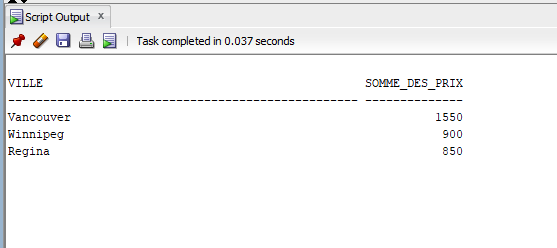 Script Output x
Task completed in 0.037 seconds
VILLE SOMME_DES_PRIX
-------------------------------------------------- --------------
Vancouver 1550
Winnipeg 900
Regina 850